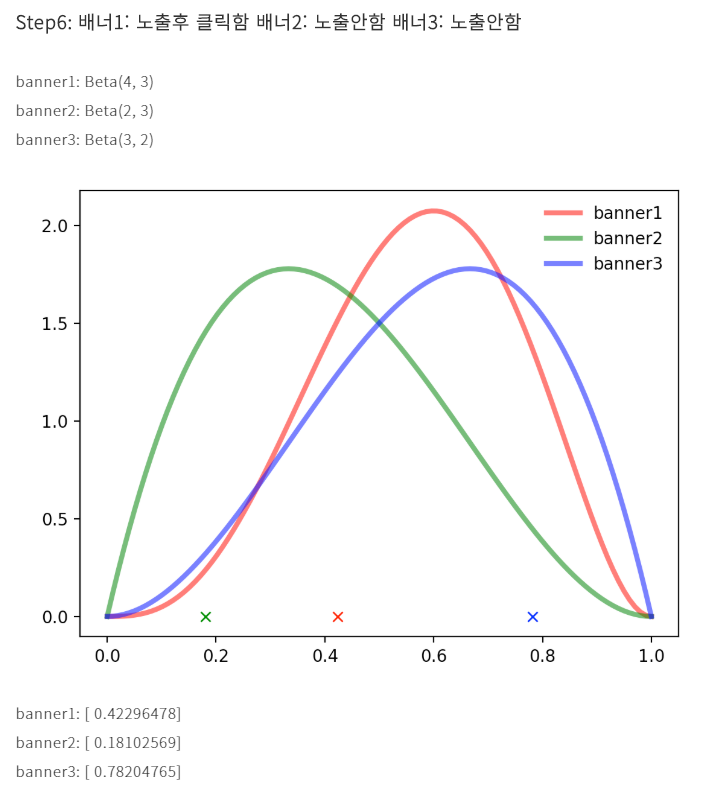 Step6: 배너1: 노출후 클릭함 배너2: 노출안함 배너3: 노출안함
banner1: Beta(4, 3)
banner2: Beta(2, 3)
banner3: Beta(3, 2)
banner1
banner2
banner3
2.0
1.5
1.0
0.5
0.0
0.0 0.2 0.4 0.6 0.8 1.0
banner1: [ 0.42296478]
banner2: [ 0.18102569]
banner3: [ 0.78204765]